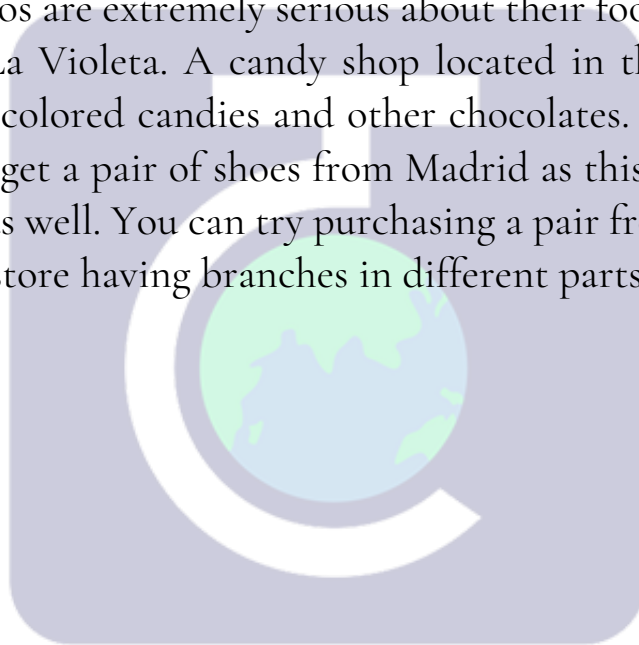 os are extremely serious about their foo
La Violeta. A candy shop located in th
colored candies and other chocolates.
get a pair of shoes from Madrid as this
s well. You can try purchasing a pair fr
store having branches in different parts